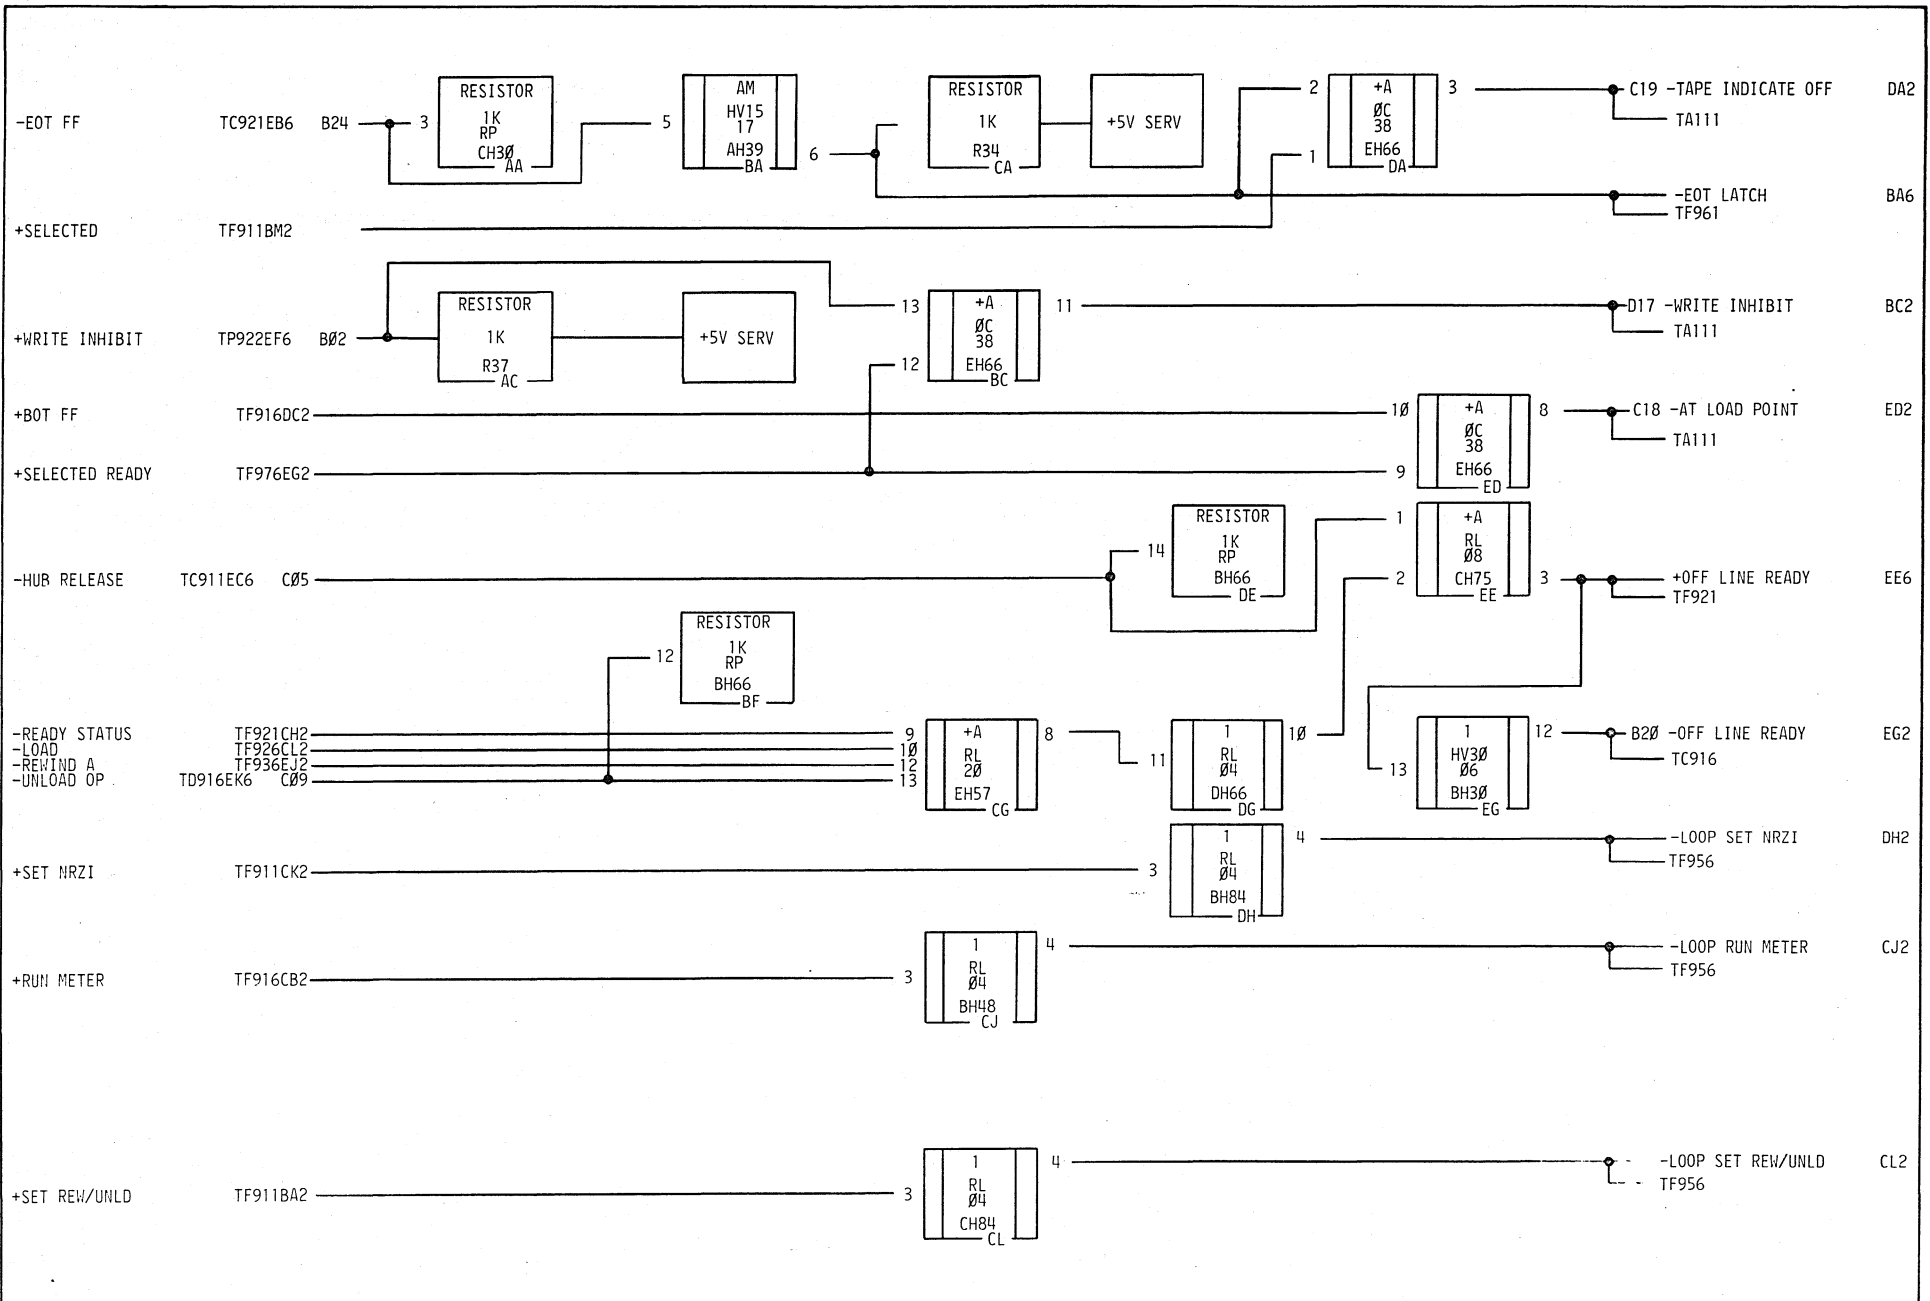 -EOT FF TC921EB6 B24 3
RESISTOR
1K
RP
CH3Ø
AA
5
AM
HV15
17
AH39
BA
6
RESISTOR
1K
R34
CA
+5V SERV
2
1
+A
ØC
38
EH66
DA
3
C19 -TAPE INDICATE OFF DA2
TA111
-EOT LATCH BA6
TF961
+SELECTED TF911BM2
+WRITE INHIBIT TP922EF6 BØ2
RESISTOR
1K
R37
AC
+5V SERV
13
12
+A
ØC
38
EH66
BC
11
D17 -WRITE INHIBIT BC2
TA111
+BOT FF TF916DC2
10
+A
ØC
38
EH66
ED
8
C18 -AT LOAD POINT ED2
TA111
+SELECTED READY TF976EG2
9
-HUB RELEASE TC911EC6 CØ5
14
RESISTOR
1K
RP
BH66
DE
1
2
+A
RL
Ø8
CH75
EE
3
+OFF LINE READY EE6
TF921
12
RESISTOR
1K
RP
BH66
BF
-READY STATUS TF921CH2 9
-LOAD TF926CL2 1Ø
-REWIND A TF936EJ2 12
-UNLOAD OP TD916EK6 CØ9 13
+A
RL
2Ø
EH57
CG
8
11
1
RL
Ø4
DH66
DG
1Ø
13
1
HV3Ø
Ø6
BH3Ø
EG
12
B2Ø -OFF LINE READY EG2
TC916
+SET NRZI TF911CK2
3
1
RL
Ø4
BH84
DH
4
-LOOP SET NRZI DH2
TF956
+RUN METER TF916CB2
3
1
RL
Ø4
BH48
CJ
4
-LOOP RUN METER CJ2
TF956
+SET REW/UNLD TF911BA2
3
1
RL
Ø4
CH84
CL
4
-LOOP SET REW/UNLD CL2
TF956